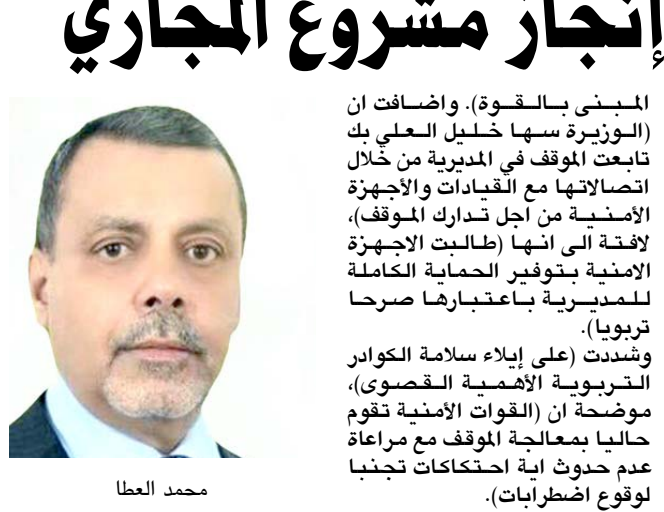 إنجاز مشروع المجاري
المبنى بالقوة). واضافت ان
(الوزيرة سها خليل العلي بك
تابعت الموقف في المديرية من خلال
اتصالاتها مع القيادات والأجهزة
الأمنية من اجل تدارك الموقف)،
لافتة الى انها (طالبت الاجهزة
الامنية بتوفير الحماية الكاملة
للمديرية باعتبارها صرحا
تربويا).
وشددت (على إيلاء سلامة الكوادر
التربوية الأهمية القصوى)،
موضحة ان (القوات الأمنية تقوم
حاليا بمعالجة الموقف مع مراعاة
عدم حدوث اية احتكاكات تجنبا
لوقوع اضطرابات).
محمد العطا